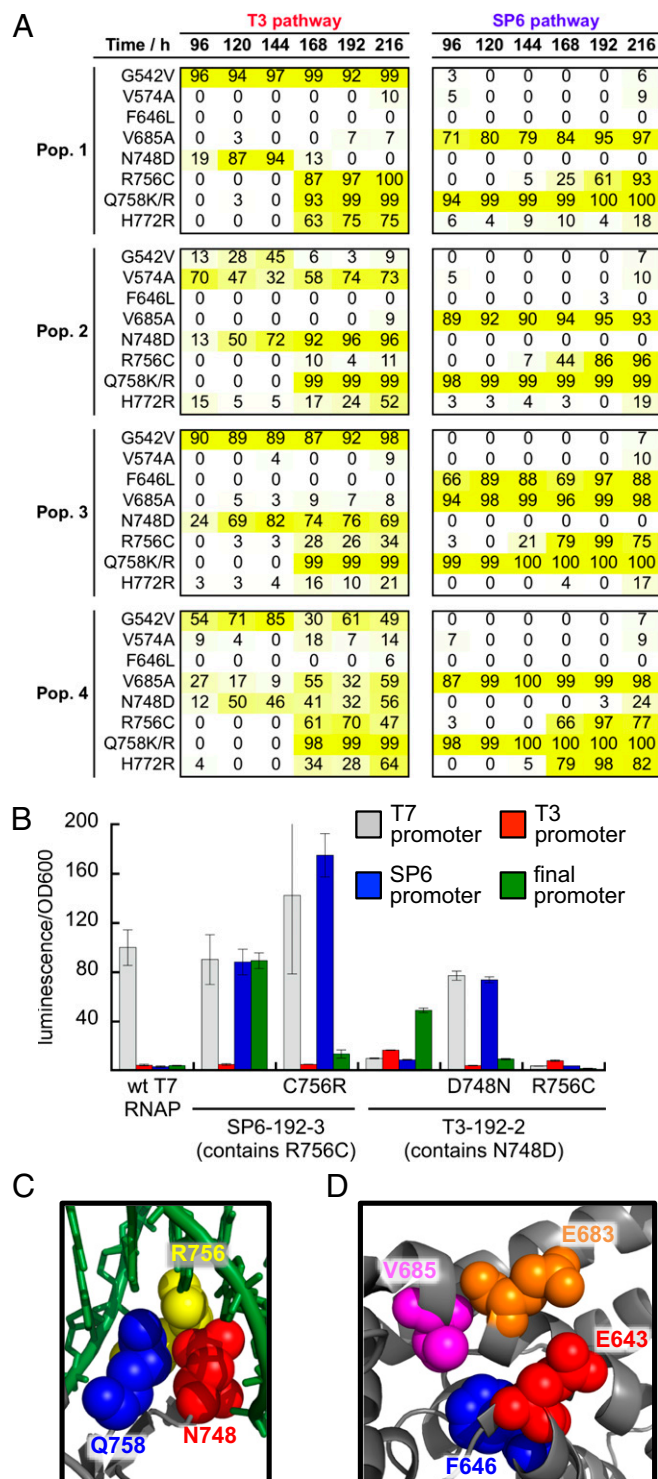 A
T3 pathway SP6 pathway
Time / h 96 120 144 168 192 216 96 120 144 168 192 216
Pop. 1
G542V 96 94 97 99 92 99 3 0 0 0 0 6
V574A 0 0 0 0 0 10 5 0 0 0 0 9
F646L 0 0 0 0 0 0 0 0 0 0 0 0
V685A 0 3 0 0 7 7 71 80 79 84 95 97
N748D 19 87 94 13 0 0 0 0 0 0 0 0
R756C 0 0 0 87 97 100 0 0 5 25 61 93
Q758K/R 0 3 0 93 99 99 94 99 99 99 100 100
H772R 0 0 0 63 75 75 6 4 9 10 4 18
Pop. 2
G542V 13 28 45 6 3 9 0 0 0 0 0 7
V574A 70 47 32 58 74 73 5 0 0 0 0 10
F646L 0 0 0 0 0 0 0 0 0 0 3 0
V685A 0 0 0 0 0 9 89 92 90 94 95 93
N748D 13 50 72 92 96 96 0 0 0 0 0 0
R756C 0 0 0 10 4 11 0 0 7 44 86 96
Q758K/R 0 0 0 99 99 99 98 99 99 99 99 100
H772R 15 5 5 17 24 52 3 3 4 3 0 19
Pop. 3
G542V 90 89 89 87 92 98 0 0 0 0 0 7
V574A 0 0 4 0 0 9 0 0 0 0 0 10
F646L 0 0 0 0 0 0 66 89 88 69 97 88
V685A 0 5 3 9 7 8 94 98 99 96 99 98
N748D 24 69 82 74 76 69 0 0 0 0 0 0
R756C 0 3 3 28 26 34 3 0 21 79 99 75
Q758K/R 0 0 0 99 99 99 99 99 100 100 100 100
H772R 3 3 4 16 10 21 0 0 0 4 0 17
Pop. 4
G542V 54 71 85 30 61 49 0 0 0 0 0 7
V574A 9 4 0 18 7 14 7 0 0 0 0 9
F646L 0 0 0 0 0 6 0 0 0 0 0 0
V685A 27 17 9 55 32 59 87 99 100 99 99 98
N748D 12 50 46 41 32 56 0 0 0 0 3 24
R756C 0 0 0 61 70 47 3 0 0 66 97 77
Q758K/R 0 0 0 98 99 99 98 99 100 100 100 100
H772R 4 0 0 34 28 64 0 0 5 79 98 82
B
luminescence/OD600
200
160
120
80
40
0
T7 promoter
T3 promoter
SP6 promoter
final promoter
wt T7 RNAP
C756R
D748N
R756C
SP6-192-3
(contains R756C)
T3-192-2
(contains N748D)
C
R756
Q758
N748
D
E683
V685
E643
F646